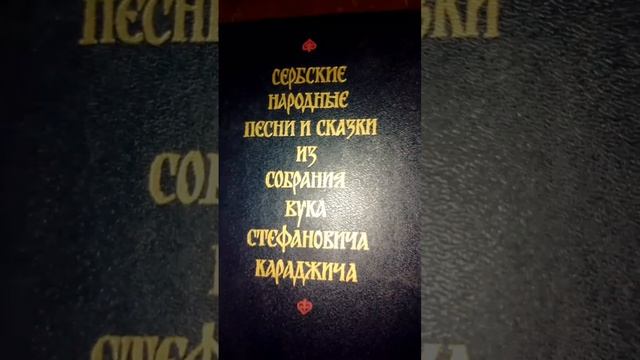 СЕРБСКИЕ
НАРОДНЫЕ
ПЕСНИ И СКАЗКИ
ИЗ
СОБРАНИЯ
ВУКА
СТЕФАНОВИЧА
КАРАДЖИЧА